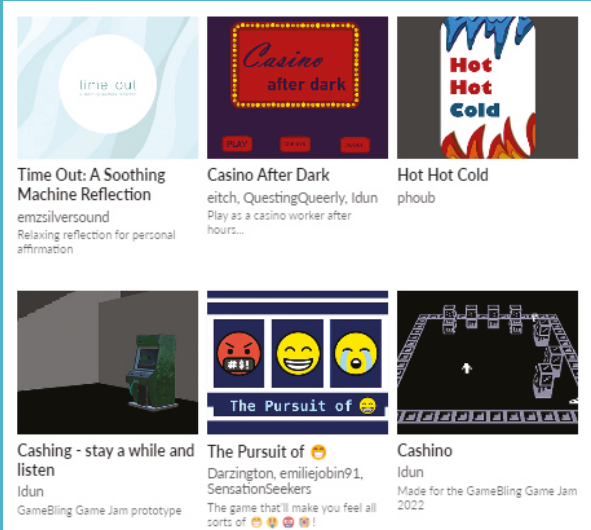 time out
Casino
after dark
PLAY
Hot
Hot
Cold
Time Out: A Soothing
Machine Reflection
emzsilversound
Relaxing reflection for personal
affirmation
Casino After Dark
eitch, QuestingQueerly, Idun
Play as a casino worker after
hours...
Hot Hot Cold
phoub
#$!
The Pursuit of 😁
Cashing - stay a while and
listen
Idun
GameBling Game Jam prototype
The Pursuit of 😁
Darzington, emiliejobin91,
SensationSeekers
The game that'll make you feel all
sorts of 😁 😲 😡 🤯 !
Cashino
Idun
Made for the GameBling Game Jam
2022